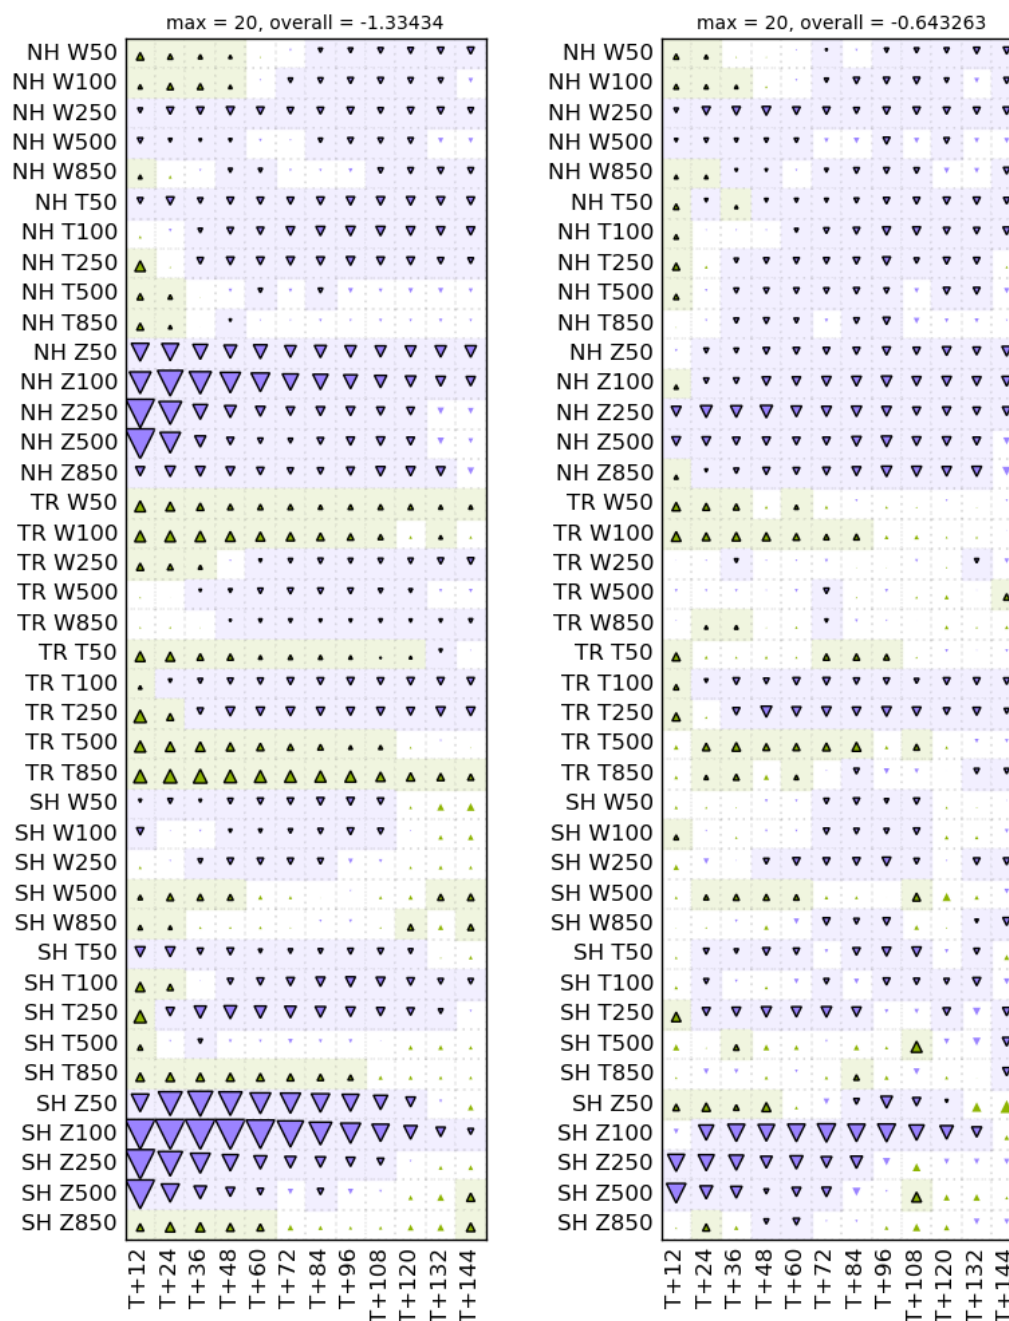 max = 20, overall = -1.33434
NH W50
NH W100
NH W250
NH W500
NH W850
NH T50
NH T100
NH T250
NH T500
NH T850
NH Z50
NH Z100
NH Z250
NH Z500
NH Z850
TR W50
TR W100
TR W250
TR W500
TR W850
TR T50
TR T100
TR T250
TR T500
TR T850
SH W50
SH W100
SH W250
SH W500
SH W850
SH T50
SH T100
SH T250
SH T500
SH T850
SH Z50
SH Z100
SH Z250
SH Z500
SH Z850
T+12
T+24
T+36
T+48
T+60
T+72
T+84
T+96
T+108
T+120
T+132
T+144
max = 20, overall = -0.643263
NH W50
NH W100
NH W250
NH W500
NH W850
NH T50
NH T100
NH T250
NH T500
NH T850
NH Z50
NH Z100
NH Z250
NH Z500
NH Z850
TR W50
TR W100
TR W250
TR W500
TR W850
TR T50
TR T100
TR T250
TR T500
TR T850
SH W50
SH W100
SH W250
SH W500
SH W850
SH T50
SH T100
SH T250
SH T500
SH T850
SH Z50
SH Z100
SH Z250
SH Z500
SH Z850
T+12
T+24
T+36
T+48
T+60
T+72
T+84
T+96
T+108
T+120
T+132
T+144